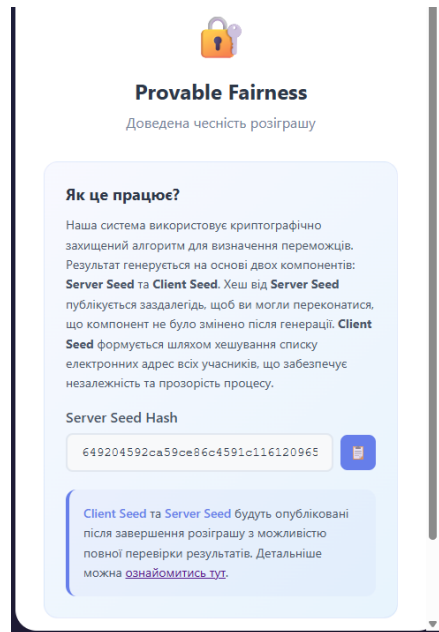 Provable Fairness
Доведена чесність розіграшу
Як це працює?
Наша система використовує криптографічно
захищений алгоритм для визначення переможців.
Результат генерується на основі двох компонентів:
Server Seed та Client Seed. Хеш від Server Seed
публікується заздалегідь, щоб ви могли переконатися,
що компонент не було змінено після генерації. Client
Seed формується шляхом хешування списку
електронних адрес всіх учасників, що забезпечує
незалежність та прозорість процесу.
Server Seed Hash
649204592ca59ce86c4591c116120965
Client Seed та Server Seed будуть опубліковані
після завершення розіграшу з можливістю
повної перевірки результатів. Детальніше
можна ознайомитись тут.